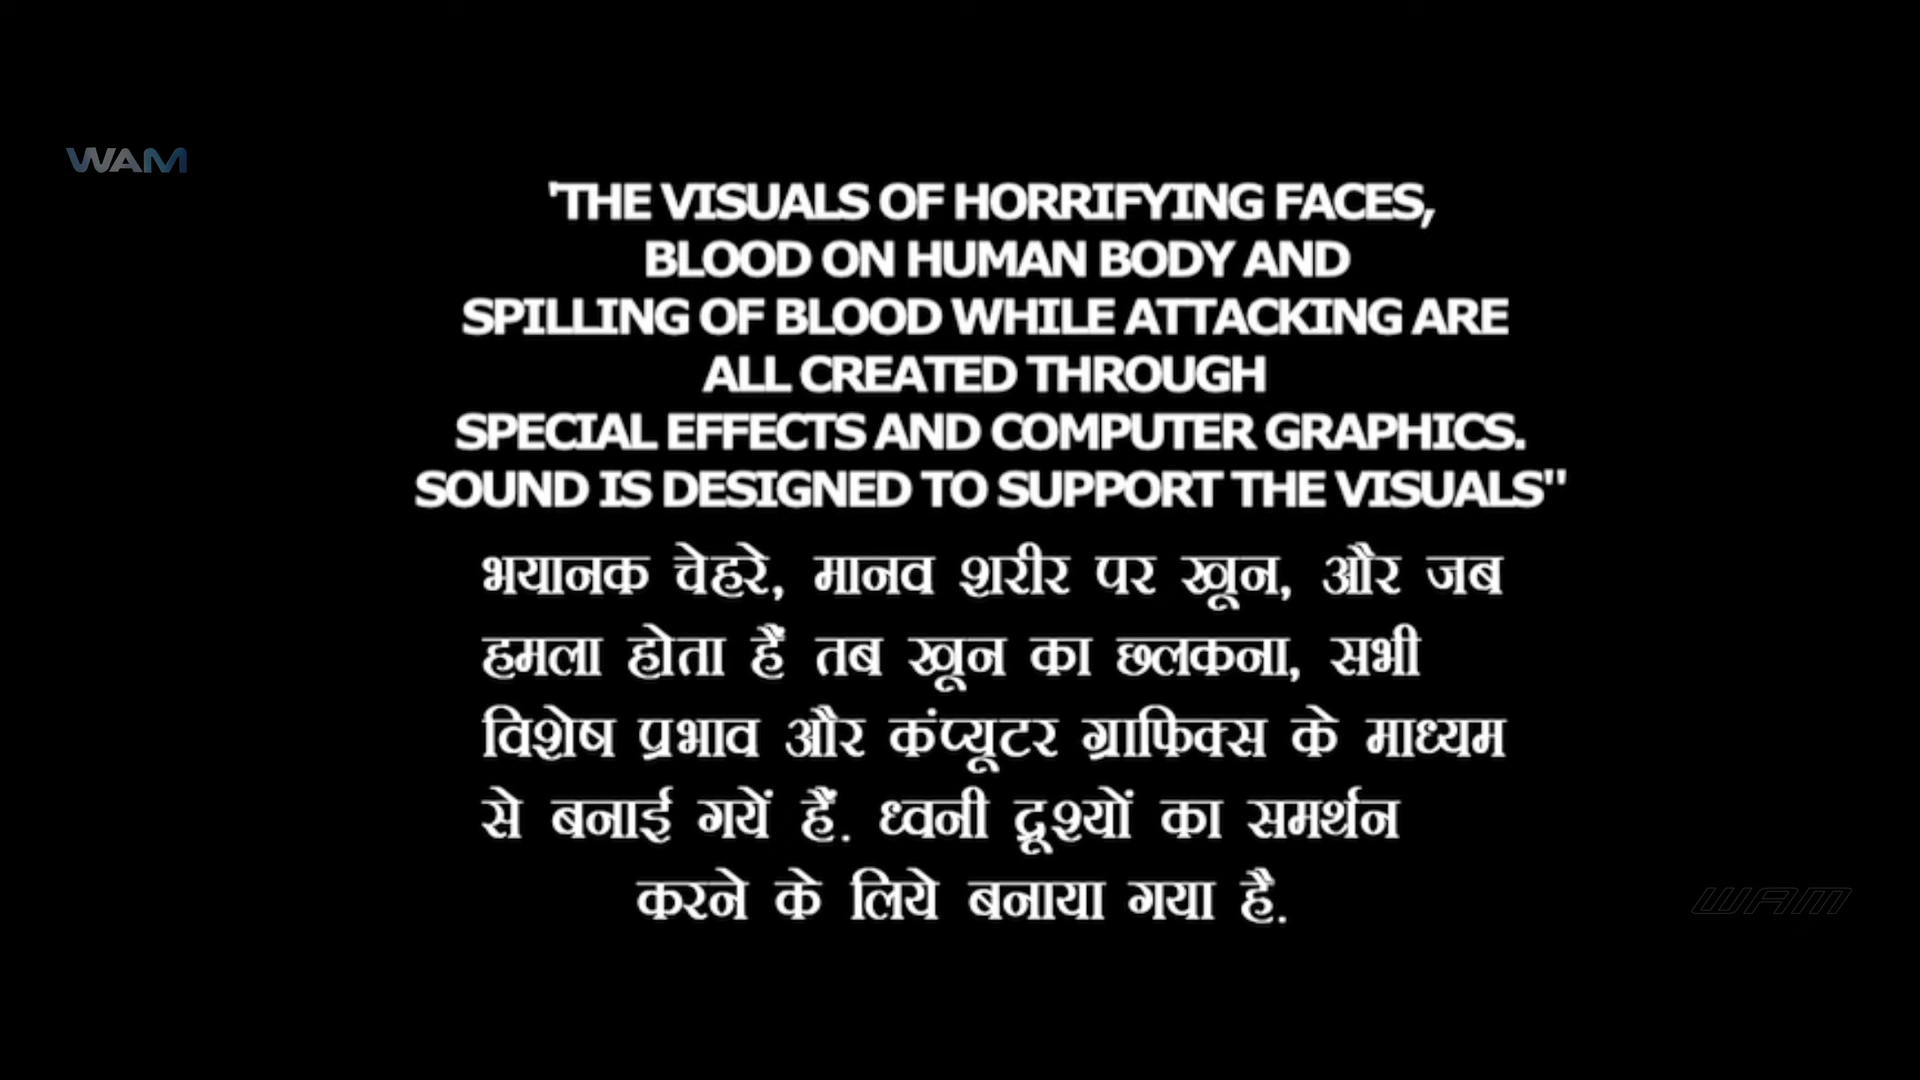 WAM
'THE VISUALS OF HORRIFYING FACES,
BLOOD ON HUMAN BODY AND
SPILLING OF BLOOD WHILE ATTACKING ARE
ALL CREATED THROUGH
SPECIAL EFFECTS AND COMPUTER GRAPHICS.
SOUND IS DESIGNED TO SUPPORT THE VISUALS"
भयानक चेहरे, मानव शरीर पर खून, और जब
हमला होता हैं तब खून का छलकना, सभी
विशेष प्रभाव और कंप्यूटर ग्राफिक्स के माध्यम
से बनाई गयें हैं. ध्वनी द्रूश्यों का समर्थन
करने के लिये बनाया गया है.
WAM